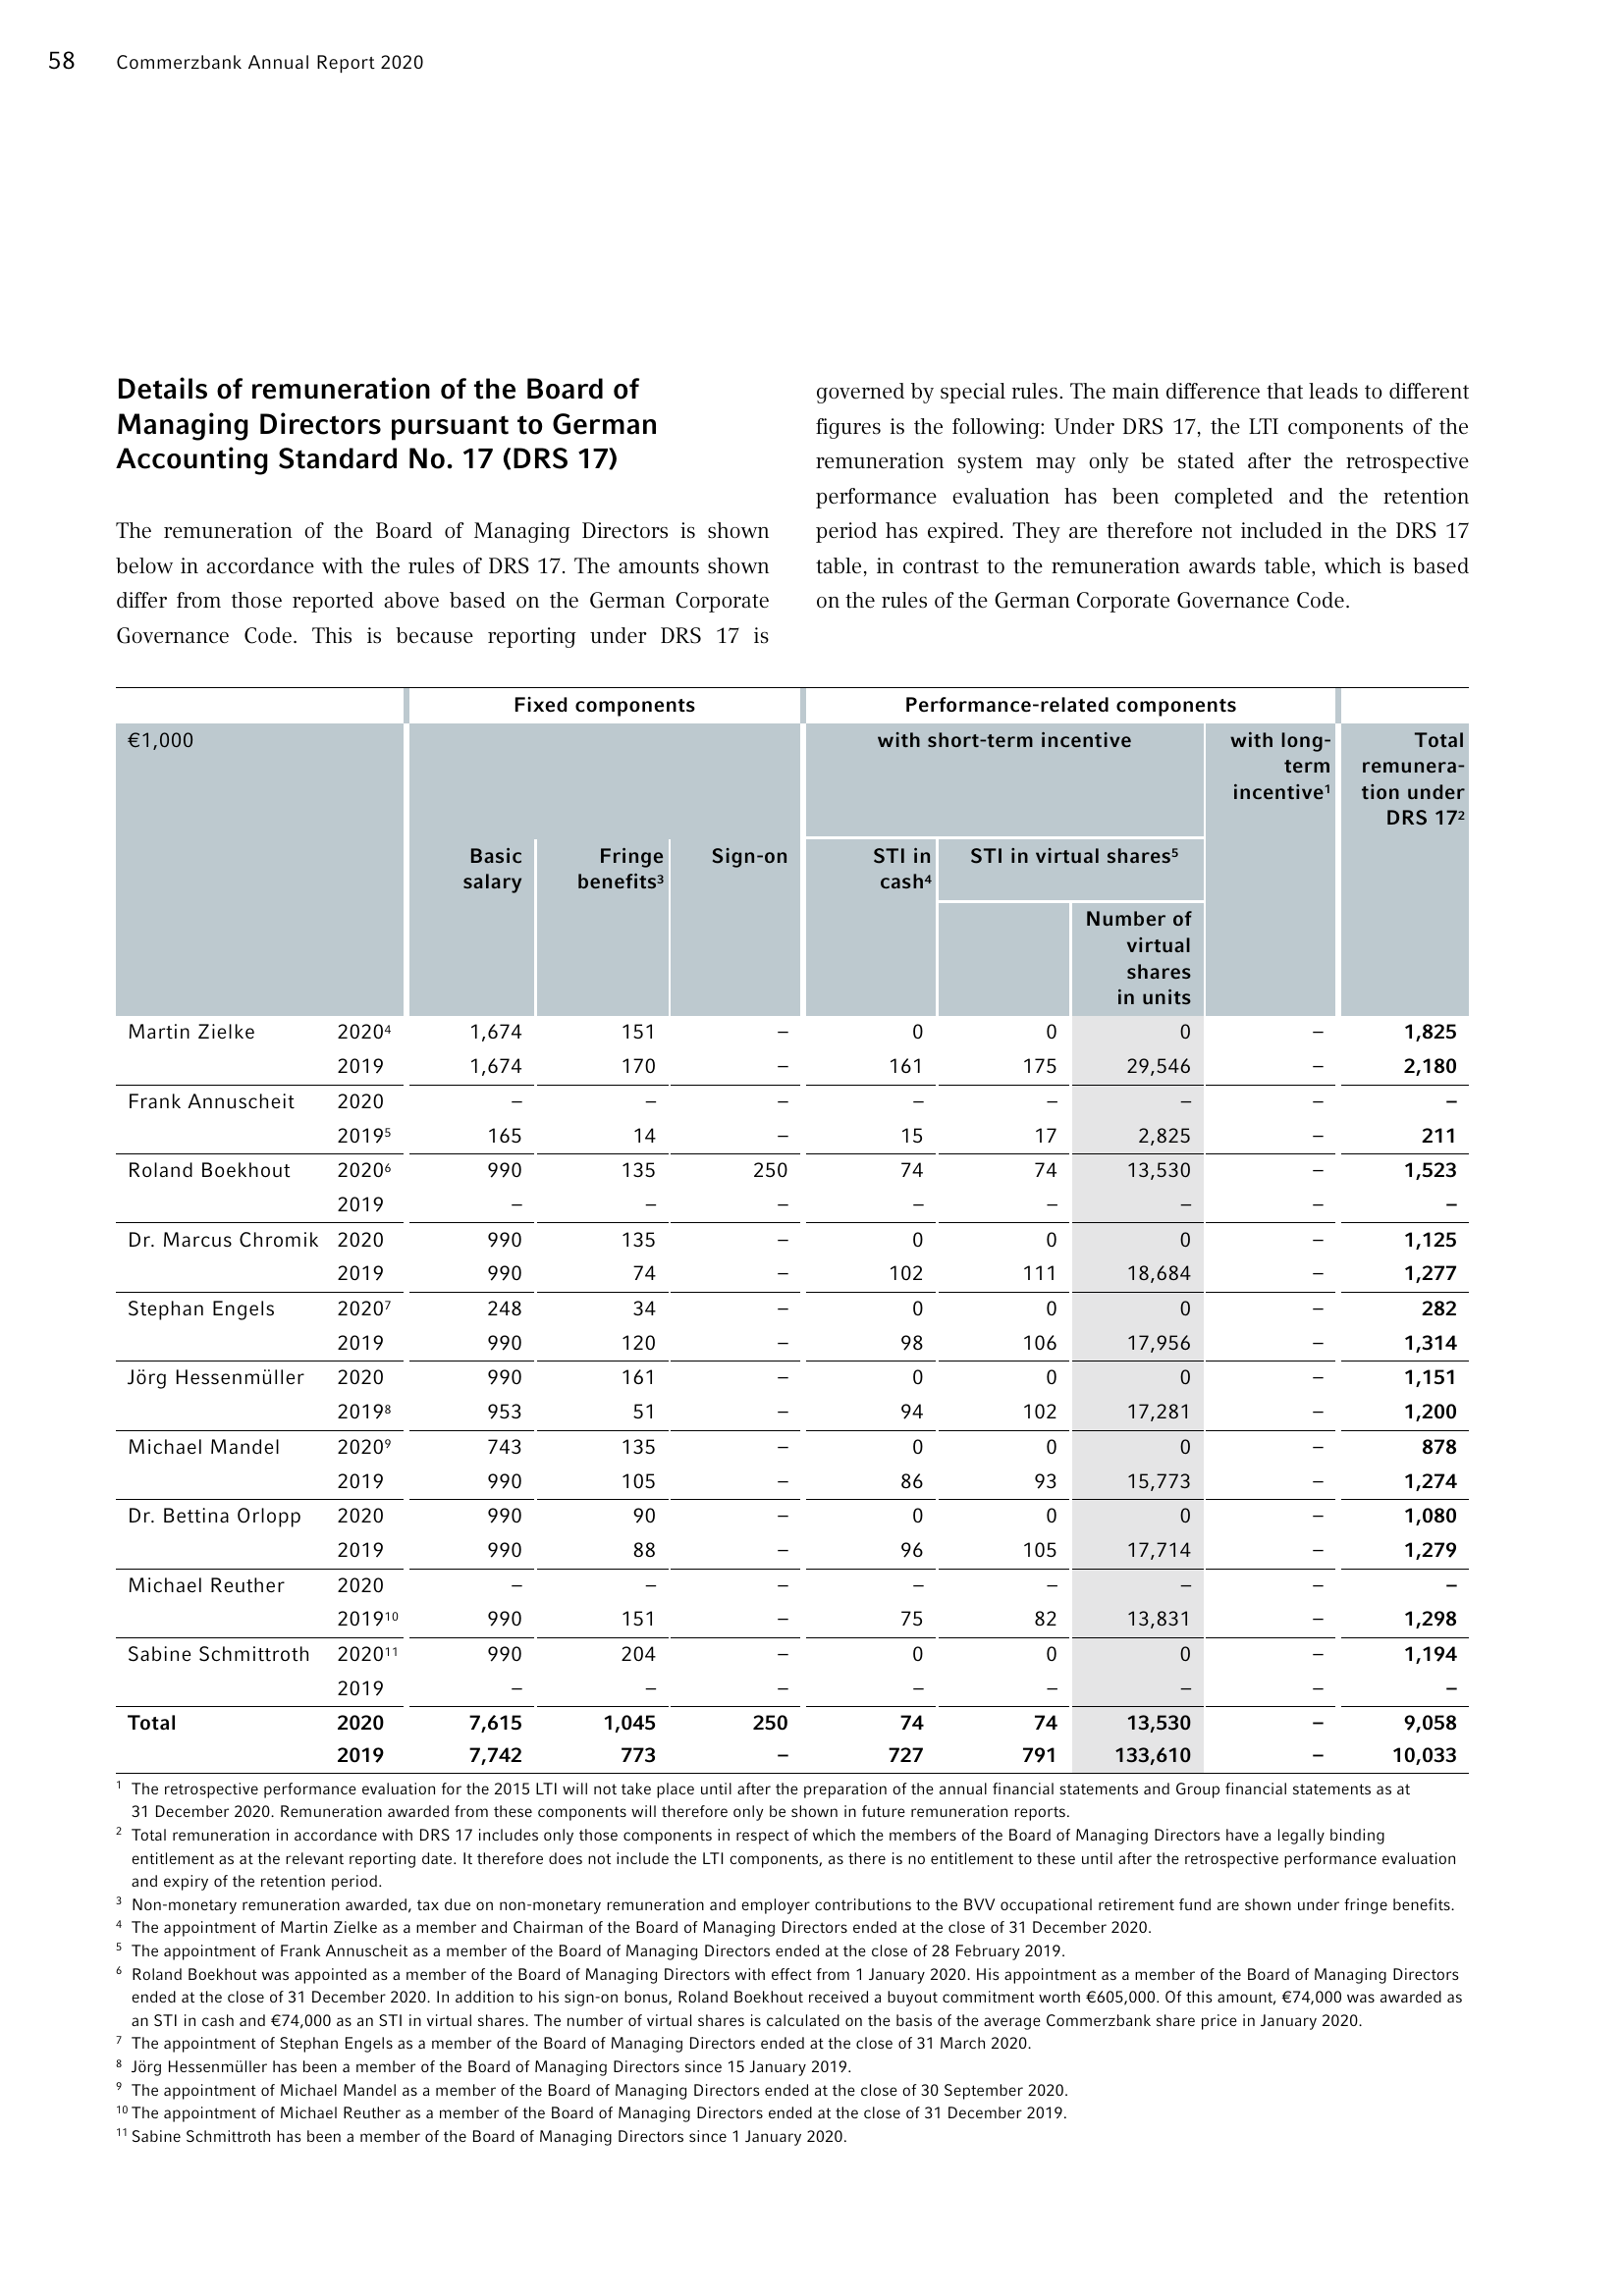 58 Commerzbank Annual Report 2020
Details of remuneration of the Board of
Managing Directors pursuant to German
Accounting Standard No. 17 (DRS 17)
The remuneration of the Board of Managing Directors is shown
below in accordance with the rules of DRS 17. The amounts shown
differ from those reported above based on the German Corporate
Governance Code. This is because reporting under DRS 17 is
governed by special rules. The main difference that leads to different
figures is the following: Under DRS 17, the LTI components of the
remuneration system may only be stated after the retrospective
performance evaluation has been completed and the retention
period has expired. They are therefore not included in the DRS 17
table, in contrast to the remuneration awards table, which is based
on the rules of the German Corporate Governance Code.
Fixed components Performance-related components
€1,000 with short-term incentive with long-
term
incentive¹
Total
remunera-
tion under
DRS 17²
Basic
salary
Fringe
benefits³
Sign-on
STI in
cash⁴
STI in virtual shares⁵
Number of
virtual
shares
in units
Martin Zielke 2020⁴ 1,674 151 – 0 0 0 – 1,825
2019 1,674 170 – 161 175 29,546 – 2,180
Frank Annuscheit 2020 – – – – – – – –
2019⁵ 165 14 – 15 17 2,825 – 211
Roland Boekhout 2020⁶ 990 135 250 74 74 13,530 – 1,523
2019 – – – – – – – –
Dr. Marcus Chromik 2020 990 135 – 0 0 0 – 1,125
2019 990 74 – 102 111 18,684 – 1,277
Stephan Engels 2020⁷ 248 34 – 0 0 0 – 282
2019 990 120 – 98 106 17,956 – 1,314
Jörg Hessenmüller 2020 990 161 – 0 0 0 – 1,151
2019⁸ 953 51 – 94 102 17,281 – 1,200
Michael Mandel 2020⁹ 743 135 – 0 0 0 – 878
2019 990 105 – 86 93 15,773 – 1,274
Dr. Bettina Orlopp 2020 990 90 – 0 0 0 – 1,080
2019 990 88 – 96 105 17,714 – 1,279
Michael Reuther 2020 – – – – – – – –
2019¹⁰ 990 151 – 75 82 13,831 – 1,298
Sabine Schmittroth 2020¹¹ 990 204 – 0 0 0 – 1,194
2019 – – – – – – – –
Total 2020 7,615 1,045 250 74 74 13,530 – 9,058
2019 7,742 773 – 727 791 133,610 – 10,033
¹ The retrospective performance evaluation for the 2015 LTI will not take place until after the preparation of the annual financial statements and Group financial statements as at
31 December 2020. Remuneration awarded from these components will therefore only be shown in future remuneration reports.
² Total remuneration in accordance with DRS 17 includes only those components in respect of which the members of the Board of Managing Directors have a legally binding
entitlement as at the relevant reporting date. It therefore does not include the LTI components, as there is no entitlement to these until after the retrospective performance evaluation
and expiry of the retention period.
³ Non-monetary remuneration awarded, tax due on non-monetary remuneration and employer contributions to the BVV occupational retirement fund are shown under fringe benefits.
⁴ The appointment of Martin Zielke as a member and Chairman of the Board of Managing Directors ended at the close of 31 December 2020.
⁵ The appointment of Frank Annuscheit as a member of the Board of Managing Directors ended at the close of 28 February 2019.
⁶ Roland Boekhout was appointed as a member of the Board of Managing Directors with effect from 1 January 2020. His appointment as a member of the Board of Managing Directors
ended at the close of 31 December 2020. In addition to his sign-on bonus, Roland Boekhout received a buyout commitment worth €605,000. Of this amount, €74,000 was awarded as
an STI in cash and €74,000 as an STI in virtual shares. The number of virtual shares is calculated on the basis of the average Commerzbank share price in January 2020.
⁷ The appointment of Stephan Engels as a member of the Board of Managing Directors ended at the close of 31 March 2020.
⁸ Jörg Hessenmüller has been a member of the Board of Managing Directors since 15 January 2019.
⁹ The appointment of Michael Mandel as a member of the Board of Managing Directors ended at the close of 30 September 2020.
¹⁰ The appointment of Michael Reuther as a member of the Board of Managing Directors ended at the close of 31 December 2019.
¹¹ Sabine Schmittroth has been a member of the Board of Managing Directors since 1 January 2020.